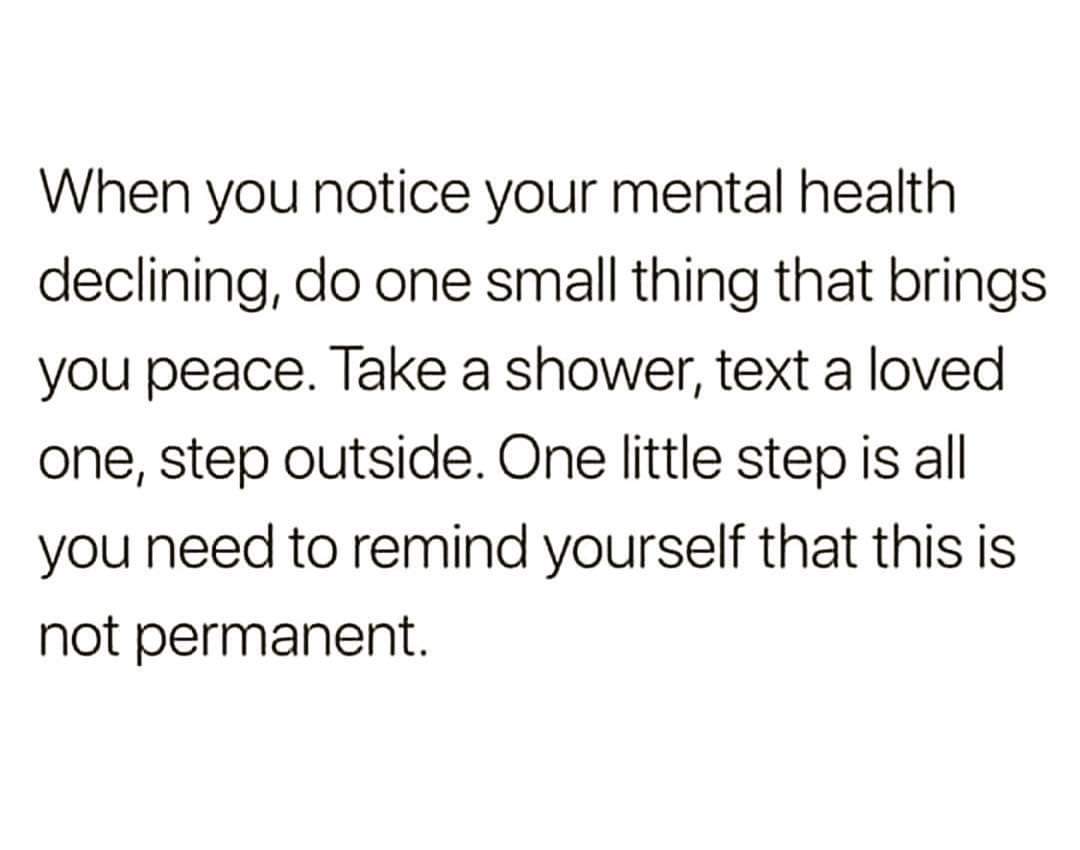 When you notice your mental health
declining, do one small thing that brings
you peace. Take a shower, text a loved
one, step outside. One little step is all
you need to remind yourself that this is
not permanent.